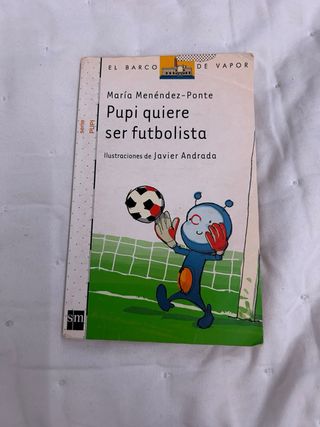 EL BARCO DE VAPOR
serie PUPI
María Menéndez-Ponte
Pupi quiere
ser futbolista
Ilustraciones de Javier Andrada
sm